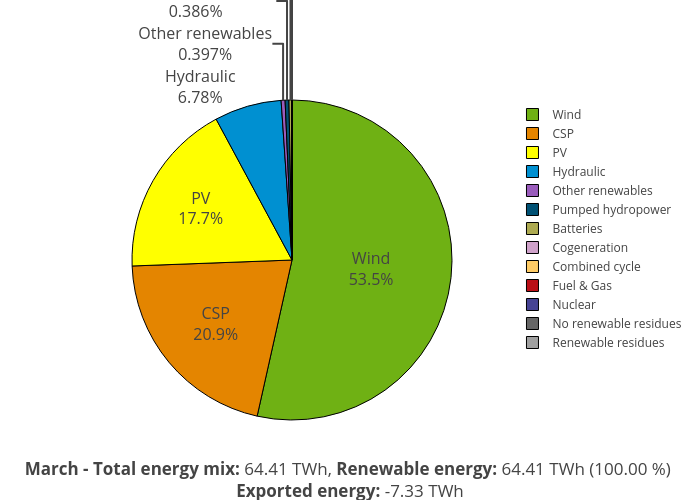 0.386%
Other renewables
0.397%
Hydraulic
6.78%
PV
17.7%
Wind
53.5%
CSP
20.9%
Wind
CSP
PV
Hydraulic
Other renewables
Pumped hydropower
Batteries
Cogeneration
Combined cycle
Fuel & Gas
Nuclear
No renewable residues
Renewable residues
March - Total energy mix: 64.41 TWh, Renewable energy: 64.41 TWh (100.00 %)
Exported energy: -7.33 TWh